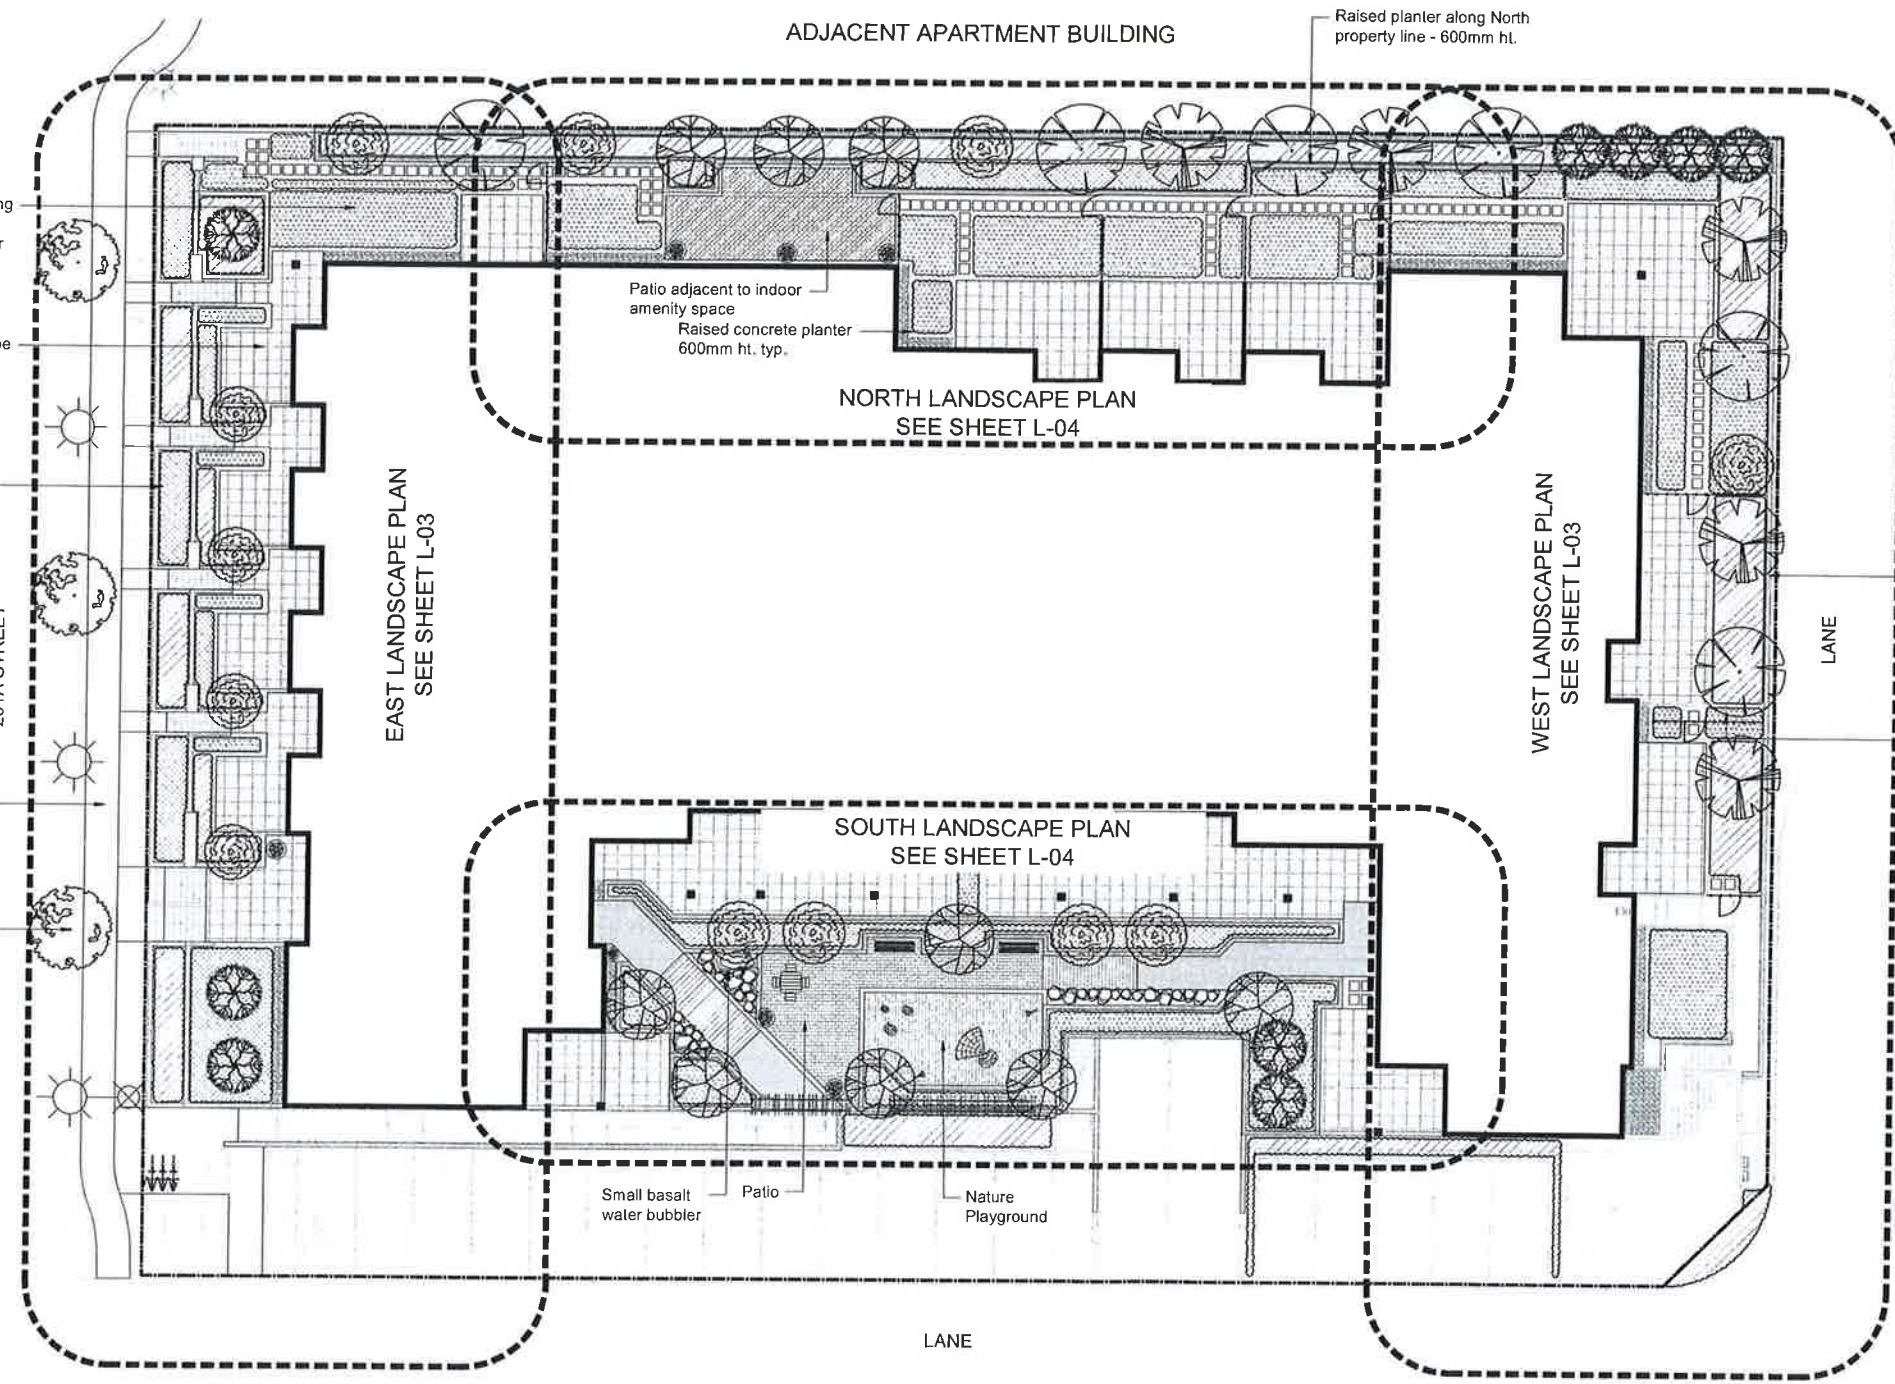 ADJACENT APARTMENT BUILDING
Raised planter along North
property line - 600mm ht.
Patio adjacent to indoor
amenity space
Raised concrete planter
600mm ht. typ.
NORTH LANDSCAPE PLAN
SEE SHEET L-04
EAST LANDSCAPE PLAN
SEE SHEET L-03
WEST LANDSCAPE PLAN
SEE SHEET L-03
LANE
SOUTH LANDSCAPE PLAN
SEE SHEET L-04
Small basalt
water bubbler
Patio
Nature
Playground
LANE